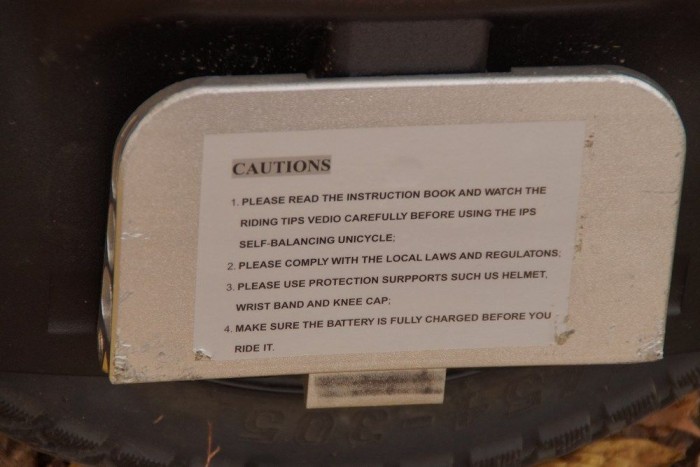 CAUTIONS
1. PLEASE READ THE INSTRUCTION BOOK AND WATCH THE
RIDING TIPS VEDIO CAREFULLY BEFORE USING THE IPS
SELF-BALANCING UNICYCLE;
2. PLEASE COMPLY WITH THE LOCAL LAWS AND REGULATONS;
3. PLEASE USE PROTECTION SURPPORTS SUCH US HELMET,
WRIST BAND AND KNEE CAP;
4. MAKE SURE THE BATTERY IS FULLY CHARGED BEFORE YOU
RIDE IT.
54-305